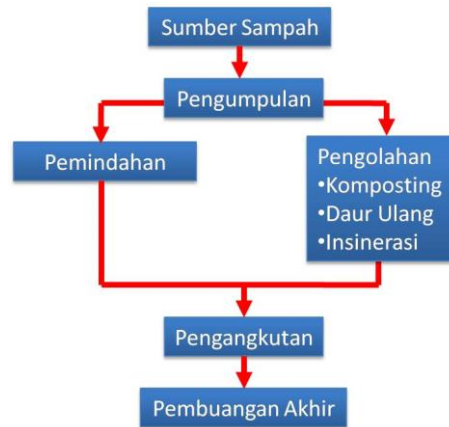 Sumber Sampah
Pengumpulan
Pemindahan
Pengolahan
•Komposting
•Daur Ulang
•Insinerasi
Pengangkutan
Pembuangan Akhir